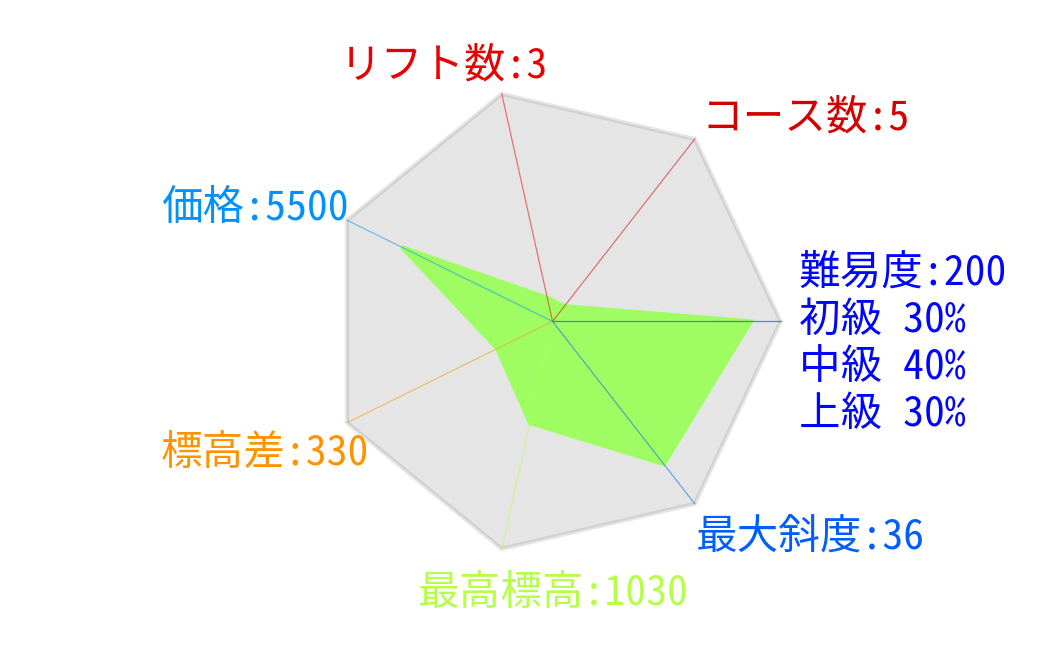 リフト数:3
コース数:5
価格:5500
難易度:200
初級 30%
中級 40%
上級 30%
標高差:330
最大斜度:36
最高標高:1030